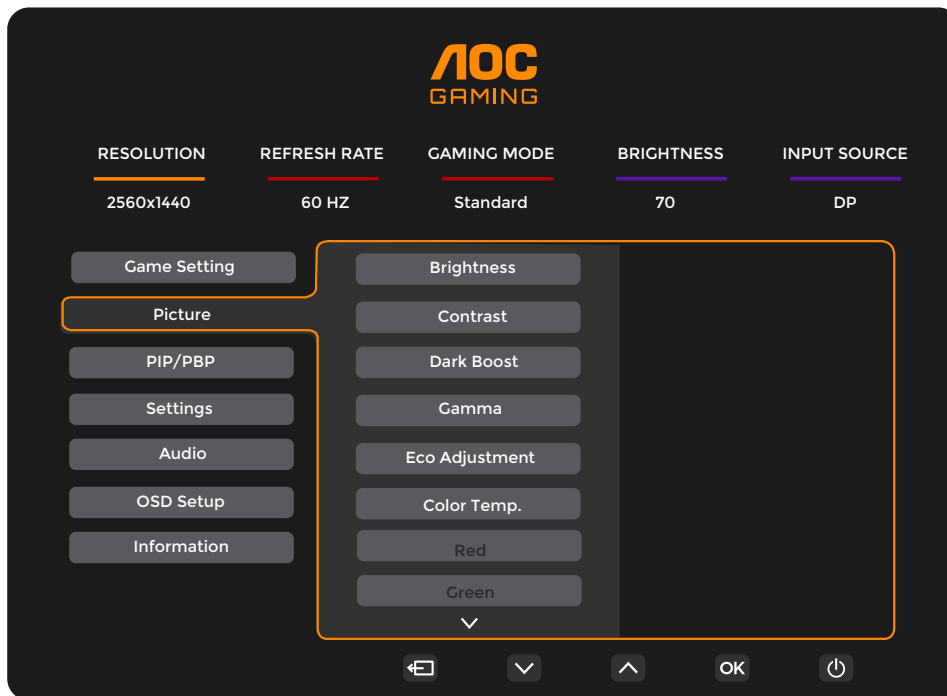 AOC
GAMING
RESOLUTION REFRESH RATE GAMING MODE BRIGHTNESS INPUT SOURCE
2560x1440 60 HZ Standard 70 DP
Game Setting
Picture
PIP/PBP
Settings
Audio
OSD Setup
Information
Brightness
Contrast
Dark Boost
Gamma
Eco Adjustment
Color Temp.
Red
Green
OK